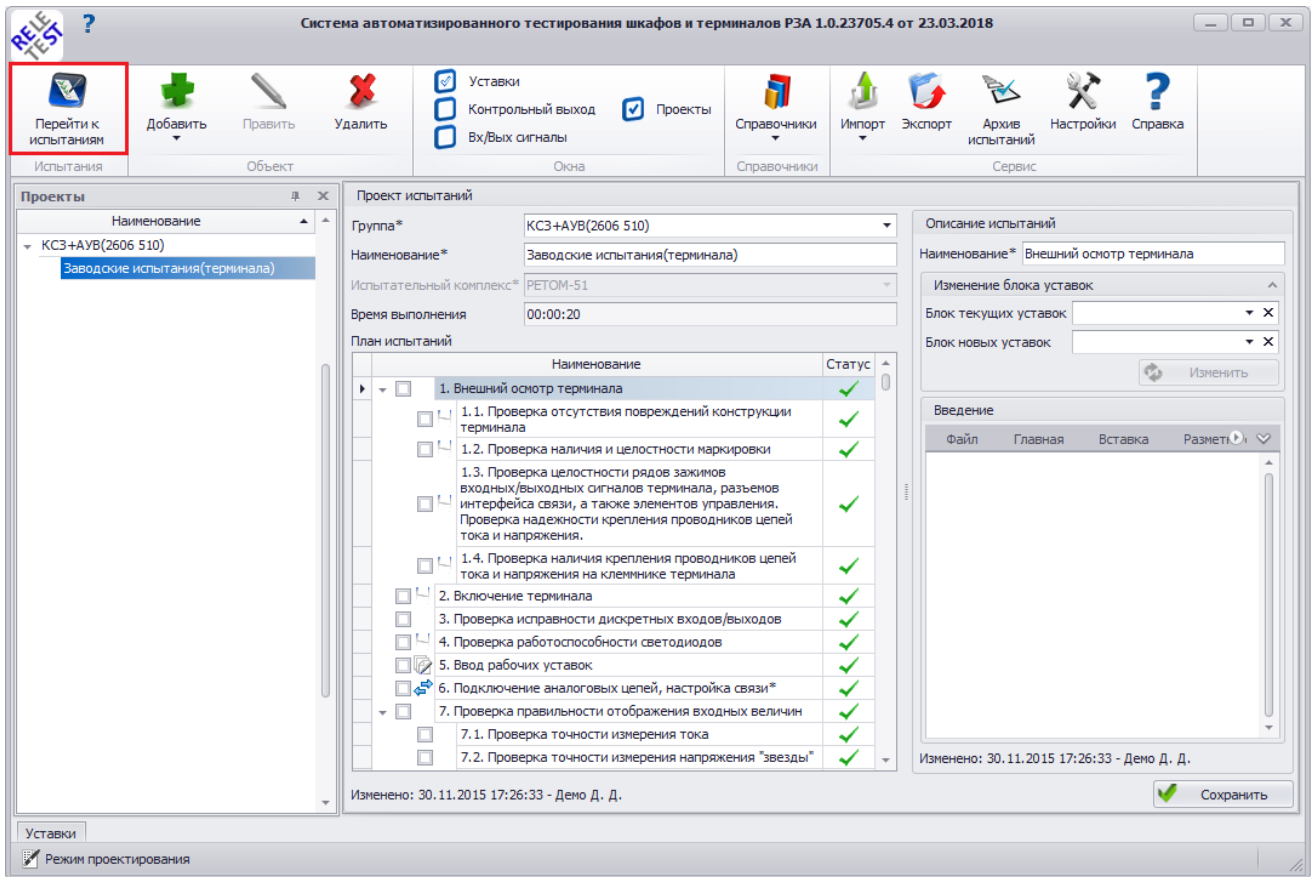 RELE TEST
?
Система автоматизированного тестирования шкафов и терминалов РЗА 1.0.23705.4 от 23.03.2018
Перейти к
испытаниям
Добавить
Править
Удалить
Уставки
Контрольный выход
Вх/Вых сигналы
Проекты
Справочники
Импорт
Экспорт
Архив
испытаний
Настройки
Справка
Испытания
Объект
Окна
Справочники
Сервис
Проекты
Наименование
КСЗ+АУВ(2606 510)
Заводские испытания(терминала)
Проект испытаний
Группа*
КСЗ+АУВ(2606 510)
Наименование*
Заводские испытания(терминала)
Испытательный комплекс*
РЕТОМ-51
Время выполнения
00:00:20
План испытаний
Наименование
Статус
1. Внешний осмотр терминала
1.1. Проверка отсутствия повреждений конструкции
терминала
1.2. Проверка наличия и целостности маркировки
1.3. Проверка целостности рядов зажимов
входных/выходных сигналов терминала, разъемов
интерфейса связи, а также элементов управления.
Проверка надежности крепления проводников цепей
тока и напряжения.
1.4. Проверка наличия крепления проводников цепей
тока и напряжения на клеммнике терминала
2. Включение терминала
3. Проверка исправности дискретных входов/выходов
4. Проверка работоспособности светодиодов
5. Ввод рабочих уставок
6. Подключение аналоговых цепей, настройка связи*
7. Проверка правильности отображения входных величин
7.1. Проверка точности измерения тока
7.2. Проверка точности измерения напряжения "звезды"
Изменено: 30.11.2015 17:26:33 - Демо Д. Д.
Описание испытаний
Наименование*
Внешний осмотр терминала
Изменение блока уставок
Блок текущих уставок
Блок новых уставок
Изменить
Введение
Файл
Главная
Вставка
Размет
Изменено: 30.11.2015 17:26:33 - Демо Д. Д.
Сохранить
Уставки
Режим проектирования